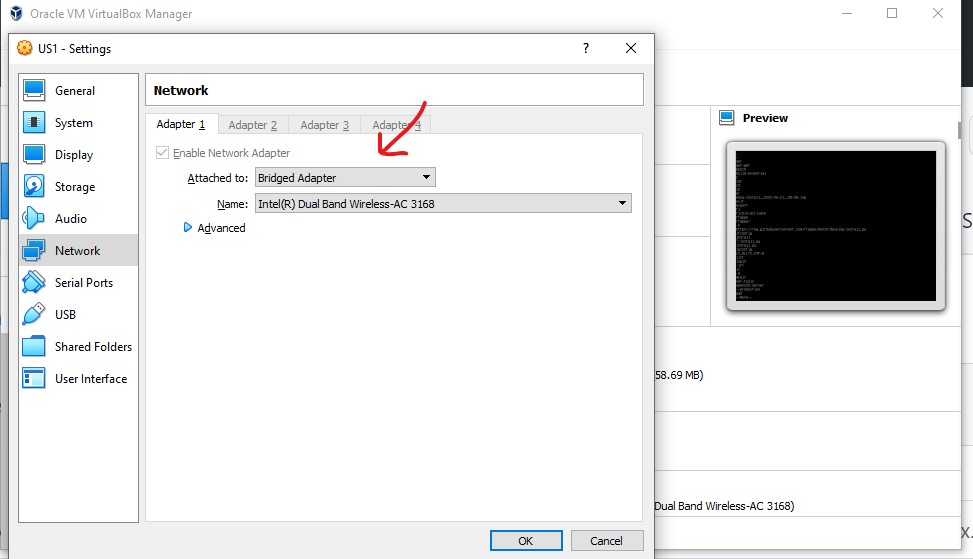 Oracle VM VirtualBox Manager
US1 - Settings
?
General
System
Display
Storage
Audio
Network
Serial Ports
USB
Shared Folders
User Interface
Network
Adapter 1
Adapter 2
Adapter 3
Adapter 4
Enable Network Adapter
Attached to: Bridged Adapter
Name: Intel(R) Dual Band Wireless-AC 3168
Advanced
OK
Cancel
Preview
58.69 MB)
Dual Band Wireless-AC 3168)
S
X.